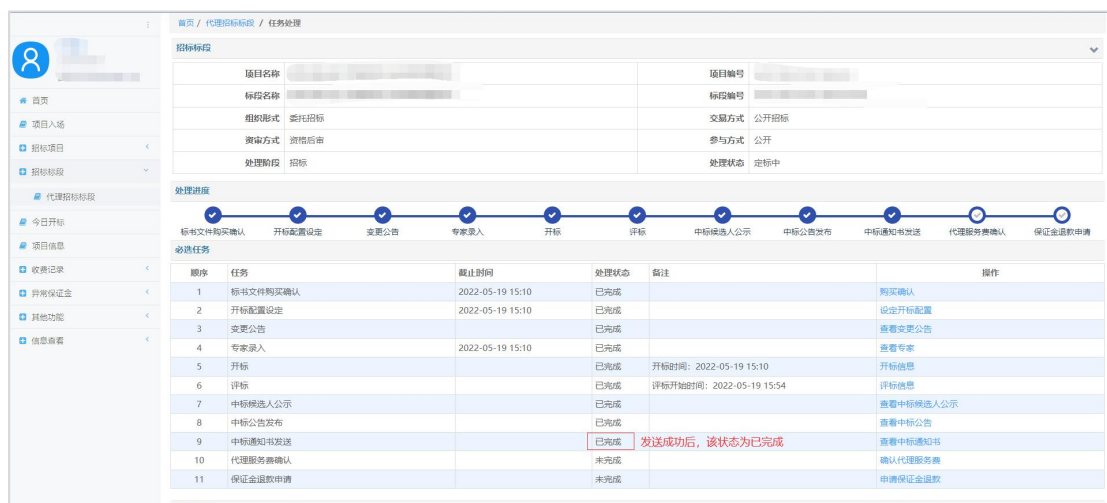 首页 / 代理招标标段 / 任务处理
首页
项目入场
招标项目
招标标段
代理招标标段
今日开标
项目信息
收费记录
异常保证金
其他功能
信息查看
招标标段
项目名称 项目编号
标段名称 标段编号
组织形式 委托招标 交易方式 公开招标
资审方式 资格后审 参与方式 公开
处理阶段 招标 处理状态 定标中
处理进度
标书文件购买确认 开标配置设定 变更公告 专家录入 开标 评标 中标候选人公示 中标公告发布 中标通知书发送 代理服务费确认 保证金退款申请
必选任务
顺序 任务 截止时间 处理状态 备注 操作
1 标书文件购买确认 2022-05-19 15:10 已完成 购买确认
2 开标配置设定 2022-05-19 15:10 已完成 设定开标配置
3 变更公告 已完成 查看变更公告
4 专家录入 2022-05-19 15:10 已完成 查看专家
5 开标 已完成 开标时间：2022-05-19 15:10 开标信息
6 评标 已完成 评标开始时间：2022-05-19 15:54 评标信息
7 中标候选人公示 已完成 查看中标候选人公示
8 中标公告发布 已完成 查看中标公告
9 中标通知书发送 已完成 发送成功后，该状态为已完成 查看中标通知书
10 代理服务费确认 未完成 确认代理服务费
11 保证金退款申请 未完成 申请保证金退款